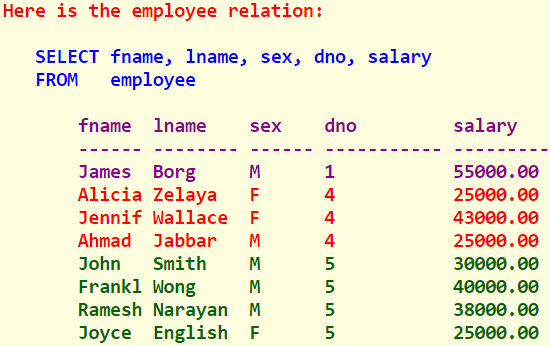 Here is the employee relation:
SELECT fname, lname, sex, dno, salary
FROM employee
fname lname sex dno salary
------ -------- ------ ----------- ---------
James Borg M 1 55000.00
Alicia Zelaya F 4 25000.00
Jennif Wallace F 4 43000.00
Ahmad Jabbar M 4 25000.00
John Smith M 5 30000.00
Frankl Wong M 5 40000.00
Ramesh Narayan M 5 38000.00
Joyce English F 5 25000.00